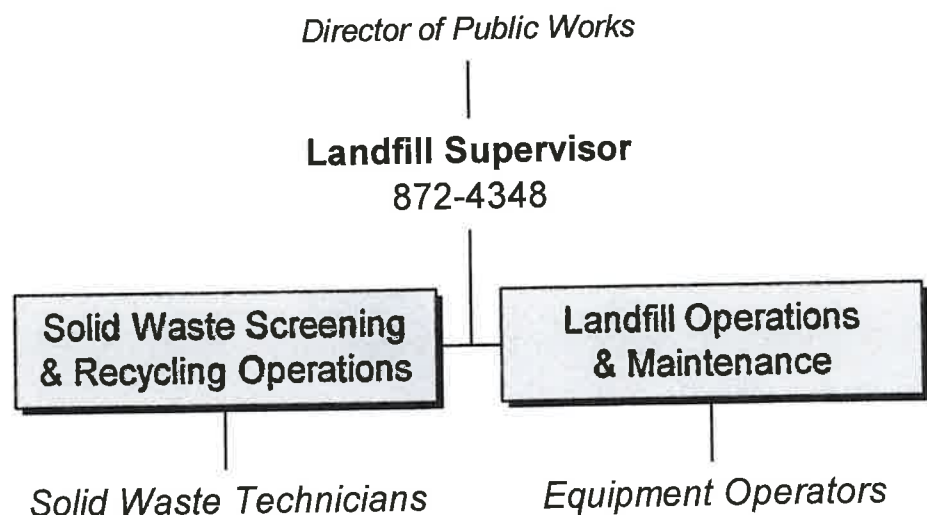 Director of Public Works
Landfill Supervisor
872-4348
Solid Waste Screening
& Recycling Operations
Landfill Operations
& Maintenance
Solid Waste Technicians
Equipment Operators